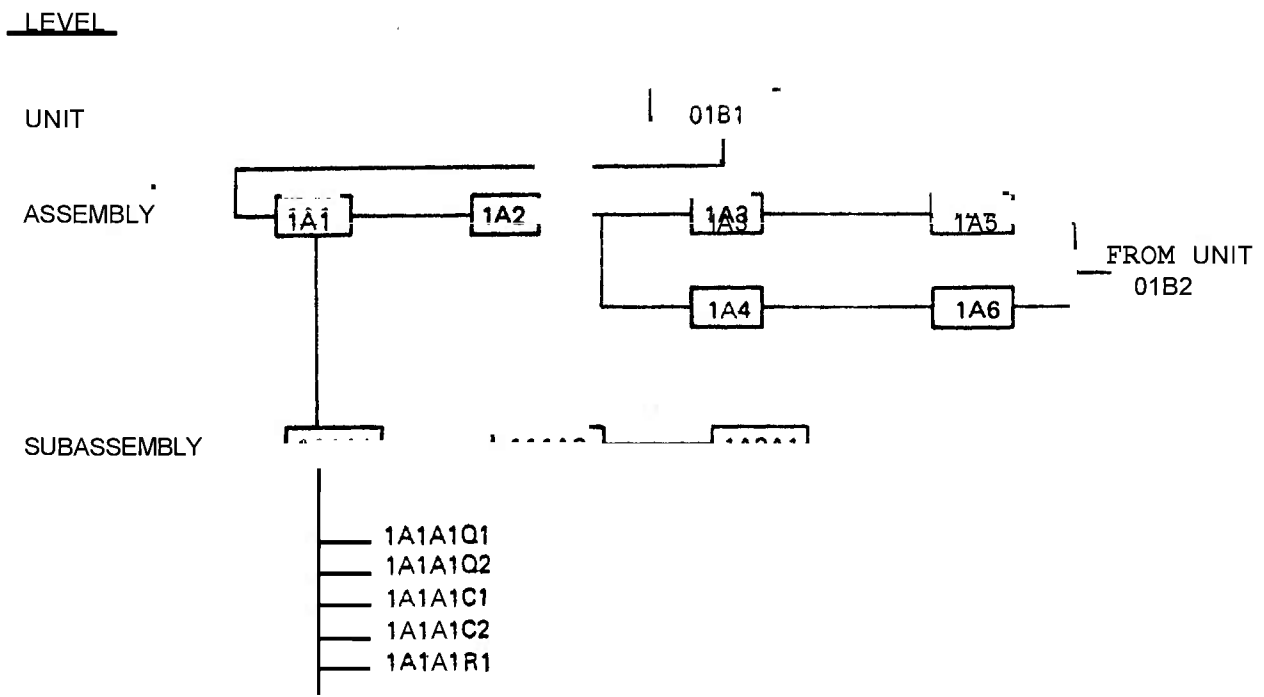 LEVEL
UNIT
01B1
ASSEMBLY
1A1
1A2
1A3
1A5
FROM UNIT
01B2
1A4
1A6
SUBASSEMBLY
1A1A1Q1
1A1A1Q2
1A1A1C1
1A1A1C2
1A1A1R1